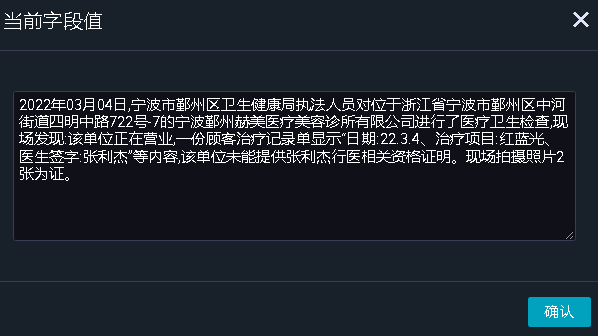 当前字段值
2022年03月04日,宁波市鄞州区卫生健康局执法人员对位于浙江省宁波市鄞州区中河
街道四明中路722号-7的宁波鄞州赫美医疗美容诊所有限公司进行了医疗卫生检查,现
场发现:该单位正在营业,一份顾客治疗记录单显示“日期:22.3.4、治疗项目:红蓝光、
医生签字:张利杰”等内容,该单位未能提供张利杰行医相关资格证明。现场拍摄照片2
张为证。
确认